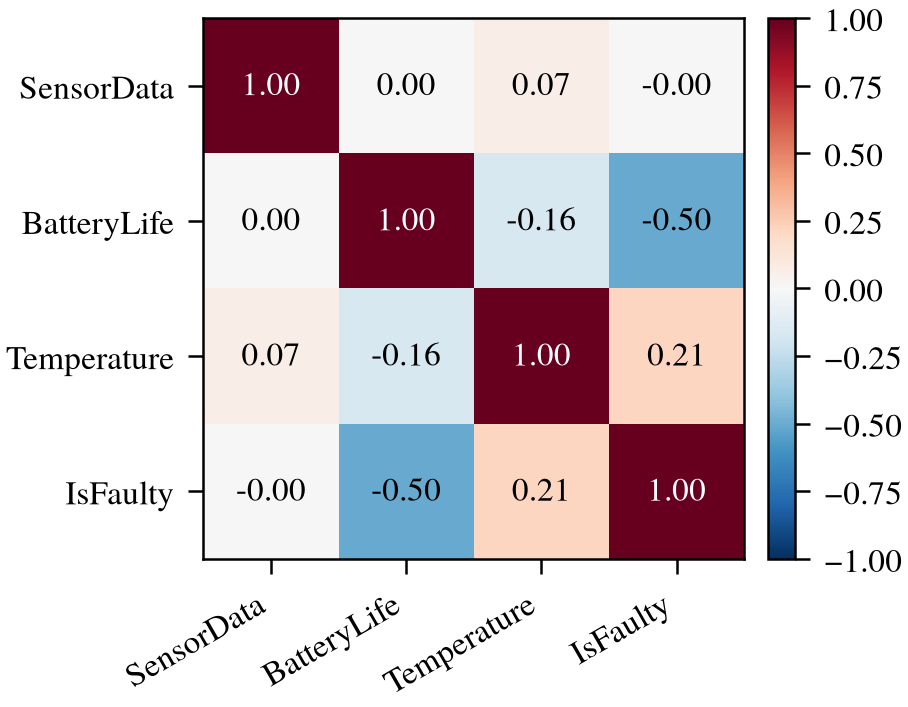 SensorData 1.00 0.00 0.07 -0.00
BatteryLife 0.00 1.00 -0.16 -0.50
Temperature 0.07 -0.16 1.00 0.21
IsFaulty -0.00 -0.50 0.21 1.00
SensorData BatteryLife Temperature IsFaulty
1.00
0.75
0.50
0.25
0.00
−0.25
−0.50
−0.75
−1.00